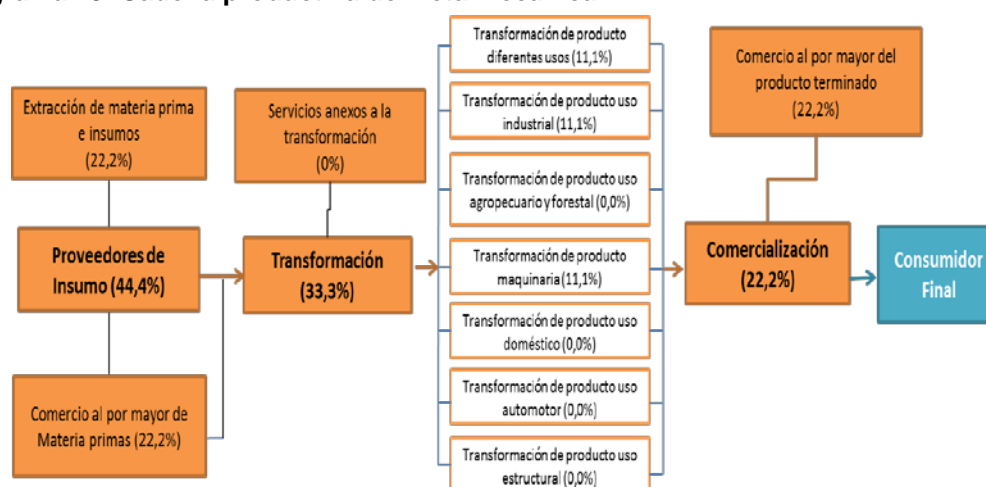 Extracción de materia prima
e insumos
(22,2%)
Proveedores de
Insumo (44,4%)
Comercio al por mayor de
Materia primas (22,2%)
Servicios anexos a la
transformación
(0%)
Transformación
(33,3%)
Transformación de producto
diferentes usos (11,1%)
Transformación de producto uso
industrial (11,1%)
Transformación de producto uso
agropecuario y forestal (0,0%)
Transformación de producto
maquinaria (11,1%)
Transformación de producto uso
doméstico (0,0%)
Transformación de producto uso
automotor (0,0%)
Transformación de producto uso
estructural (0,0%)
Comercio al por mayor del
producto terminado
(22,2%)
Comercialización
(22,2%)
Consumidor
Final